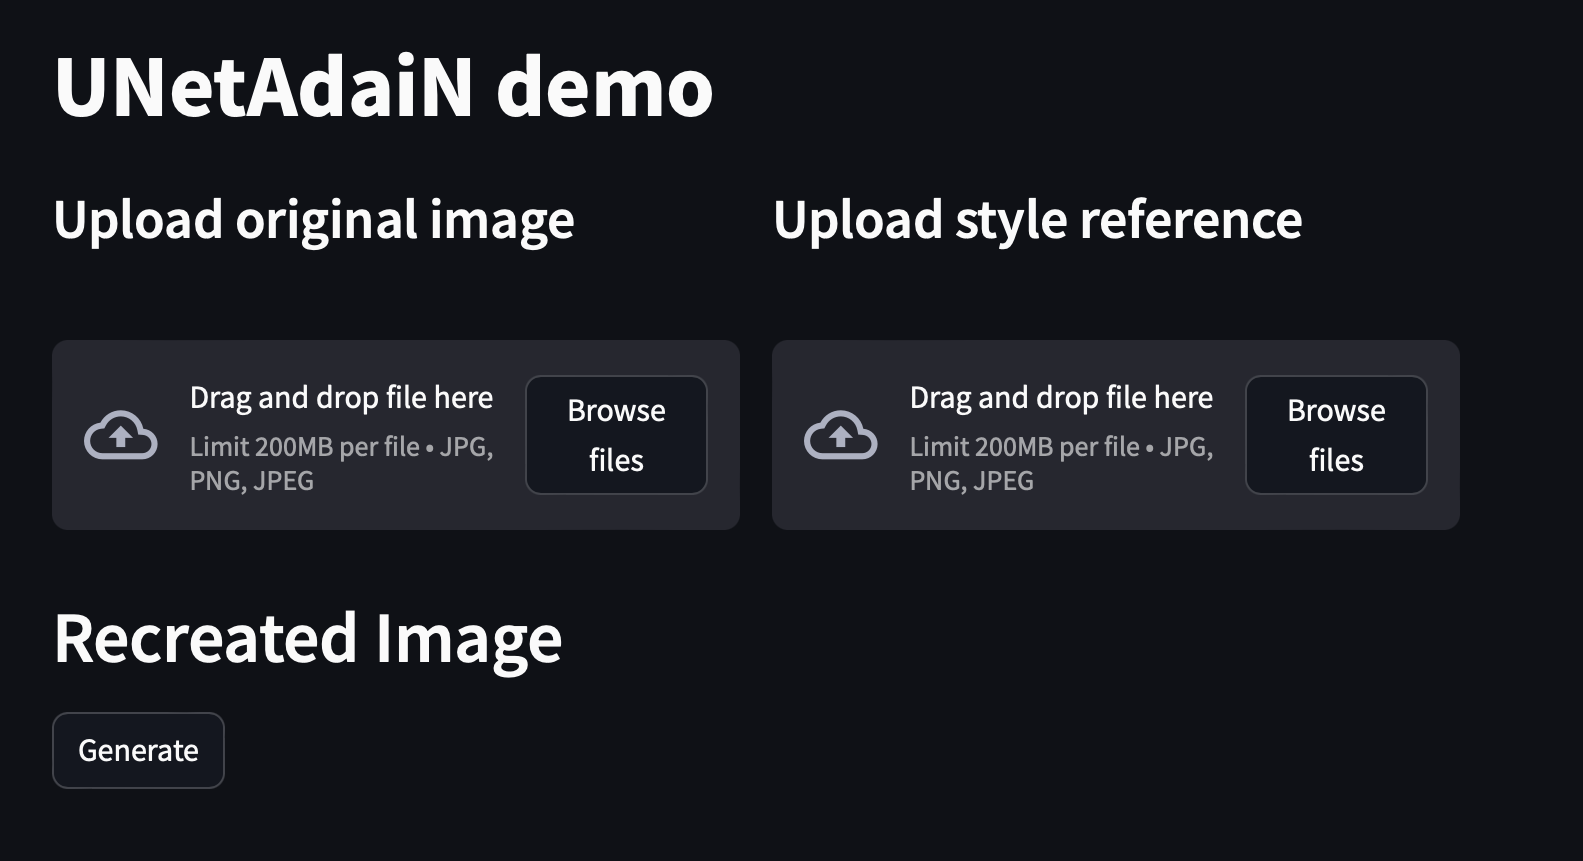 UNetAdaiN demo
Upload original image
Upload style reference
Drag and drop file here
Limit 200MB per file • JPG,
PNG, JPEG
Browse
files
Drag and drop file here
Limit 200MB per file • JPG,
PNG, JPEG
Browse
files
Recreated Image
Generate